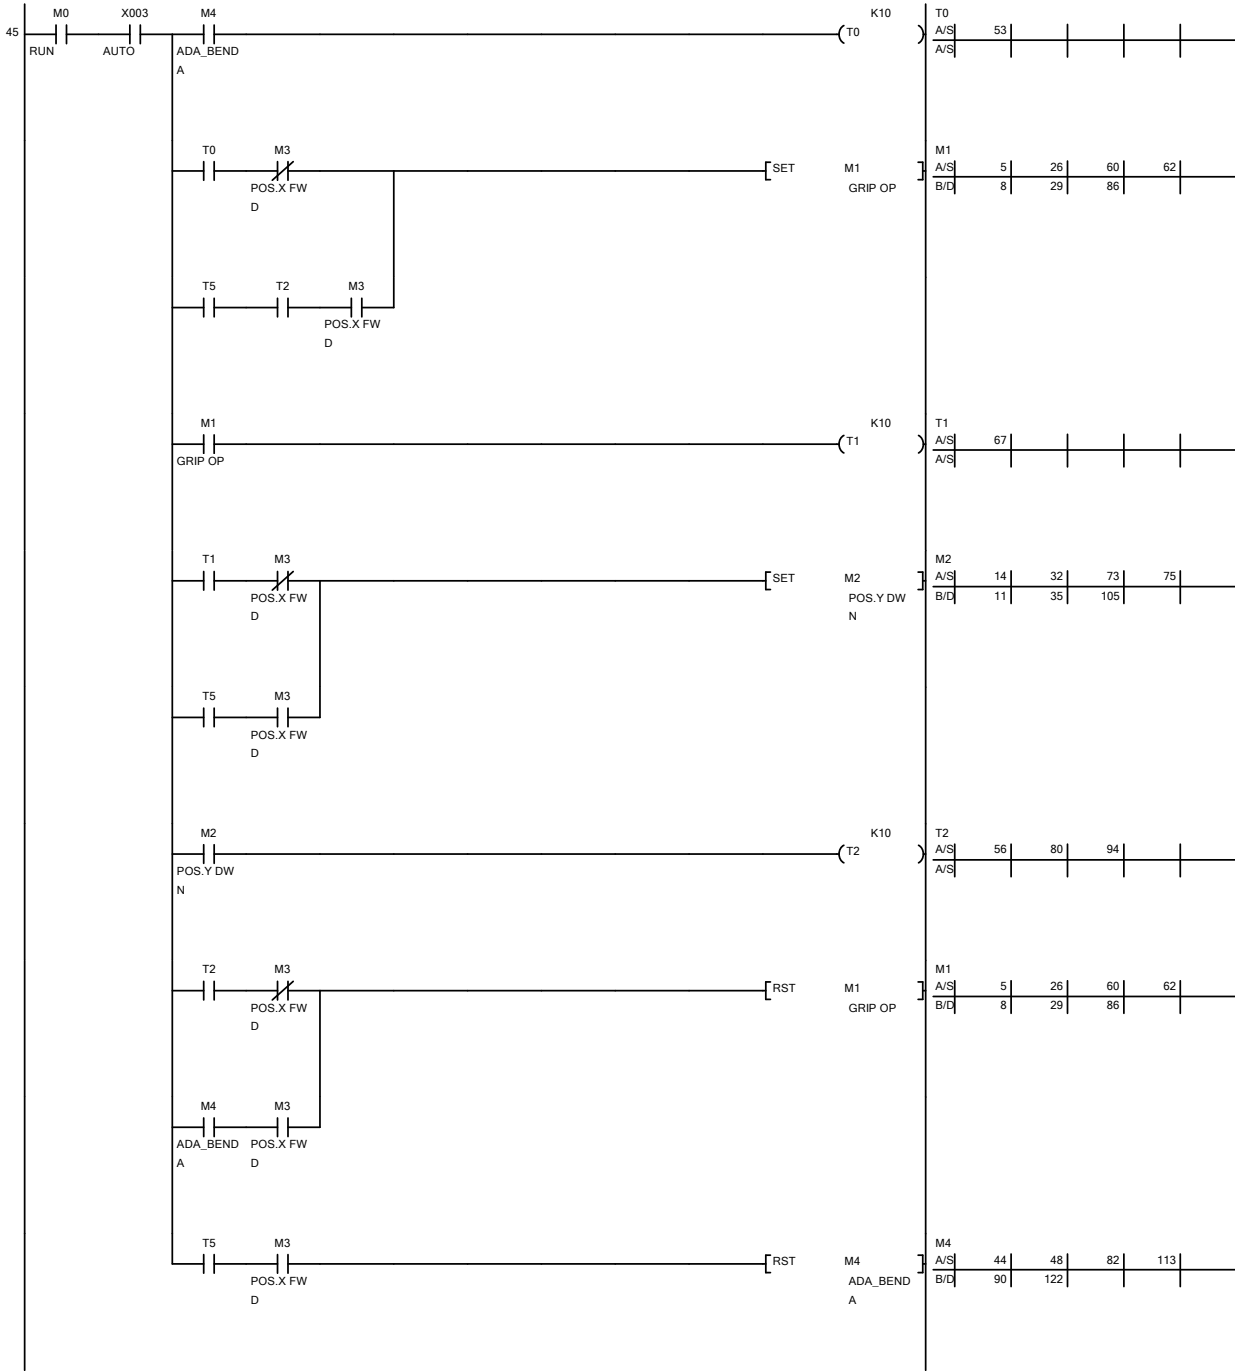 M0 X003 M4 K10 T0
45 T0 A/S 53
RUN AUTO ADA_BEND A/S
A
T0 M3 M1
SET M1 A/S 5 26 60 62
POS.X FW GRIP OP B/D 8 29 86
D
T5 T2 M3
POS.X FW
D
M1 K10 T1
T1 A/S 67
GRIP OP A/S
T1 M3 M2
SET M2 A/S 14 32 73 75
POS.X FW POS.Y DW B/D 11 35 105
D N
T5 M3
POS.X FW
D
M2 K10 T2
T2 A/S 56 80 94
POS.Y DW A/S
N
T2 M3 M1
RST M1 A/S 5 26 60 62
POS.X FW GRIP OP B/D 8 29 86
D
M4 M3
ADA_BEND POS.X FW
A D
T5 M3 M4
RST M4 A/S 44 48 82 113
POS.X FW ADA_BEND B/D 90 122
D A